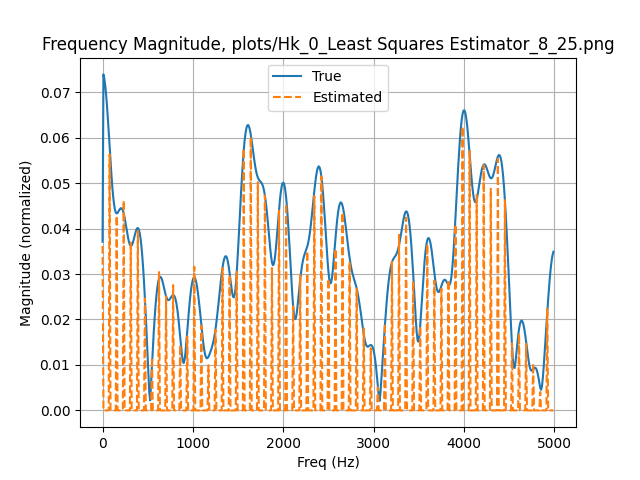 Frequency Magnitude, plots/Hk_0_Least Squares Estimator_8_25.png
True
Estimated
0.07
0.06
0.05
0.04
0.03
0.02
0.01
0.00
Magnitude (normalized)
0 1000 2000 3000 4000 5000
Freq (Hz)